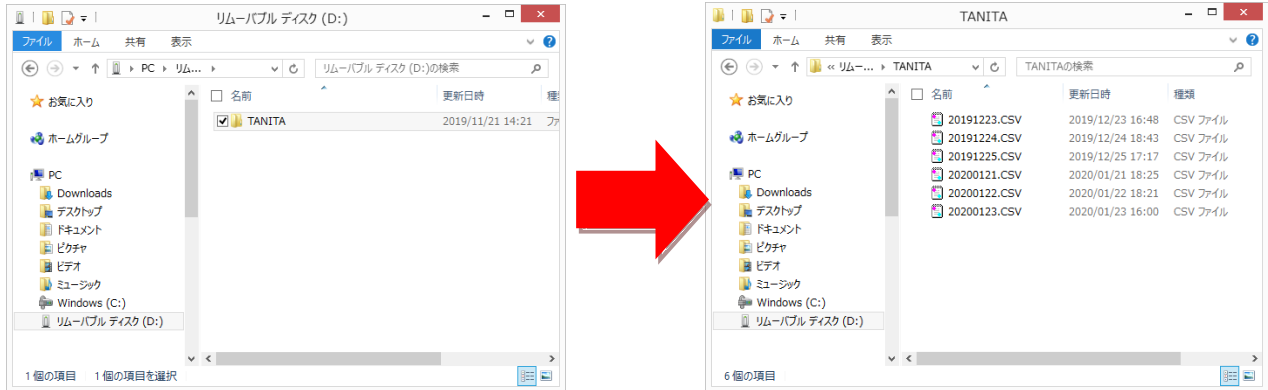 リムーバブル ディスク (D:)
ファイル ホーム 共有 表示
PC リム...
リムーバブル ディスク (D:)の検索
お気に入り
ホームグループ
PC
Downloads
デスクトップ
ドキュメント
ピクチャ
ビデオ
ミュージック
Windows (C:)
リムーバブル ディスク (D:)
名前 更新日時 種
TANITA 2019/11/21 14:21 ファ
1 個の項目 1 個の項目を選択
TANITA
ファイル ホーム 共有 表示
« リムー... TANITA
TANITAの検索
お気に入り
ホームグループ
PC
Downloads
デスクトップ
ドキュメント
ピクチャ
ビデオ
ミュージック
Windows (C:)
リムーバブル ディスク (D:)
名前 更新日時 種類
20191223.CSV 2019/12/23 16:48 CSV ファイル
20191224.CSV 2019/12/24 18:43 CSV ファイル
20191225.CSV 2019/12/25 17:17 CSV ファイル
20200121.CSV 2020/01/21 18:25 CSV ファイル
20200122.CSV 2020/01/22 18:21 CSV ファイル
20200123.CSV 2020/01/23 16:00 CSV ファイル
6 個の項目